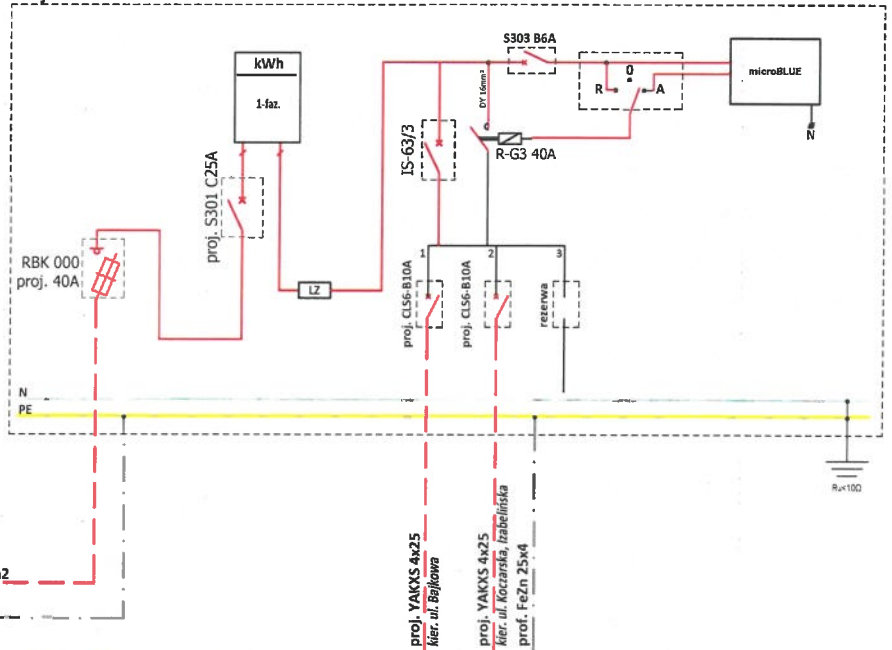 kWh
1-faz.
S303 B6A
R
0
A
microBLUE
N
DY 16mm²
IS-63/3
R-G3 40A
proj. S301 C25A
RBK 000
proj. 40A
LZ
1
2
3
proj. CLS6-B10A
proj. CLS6-B10A
rezerwa
N
PE
proj. YAKXS 4x25
kier. ul. Bajkowa
proj. YAKXS 4x25
kier. ul. Koczarska, Izabelińska
prof. FeZn 25x4